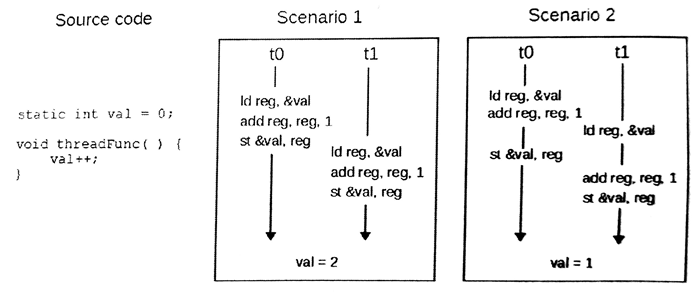 Source code
static int val = 0;
void threadFunc( ) {
val++;
}
Scenario 1
t0
t1
ld reg, &val
add reg, reg, 1
st &val, reg
ld reg, &val
add reg, reg, 1
st &val, reg
val = 2
Scenario 2
t0
t1
ld reg, &val
add reg, reg, 1
ld reg, &val
st &val, reg
add reg, reg, 1
st &val, reg
val = 1